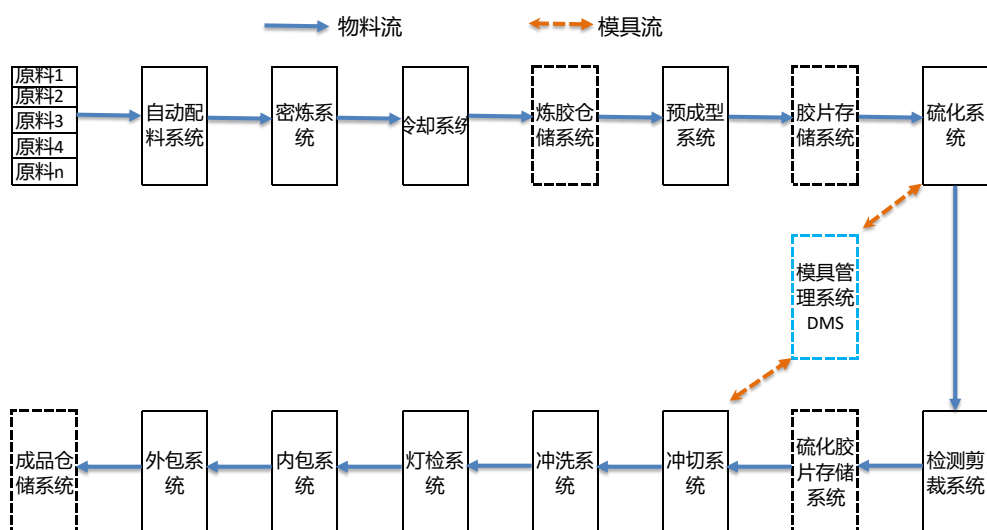 物料流
模具流
原料1
原料2
原料3
原料4
原料n
自动配
料系统
密炼系
统
冷却系统
炼胶仓
储系统
预成型
系统
胶片存
储系统
硫化系
统
模具管
理系统
DMS
成品仓
储系统
外包系
统
内包系
统
灯检系
统
冲洗系
统
冲切系
统
硫化胶
片存储
系统
检测剪
裁系统